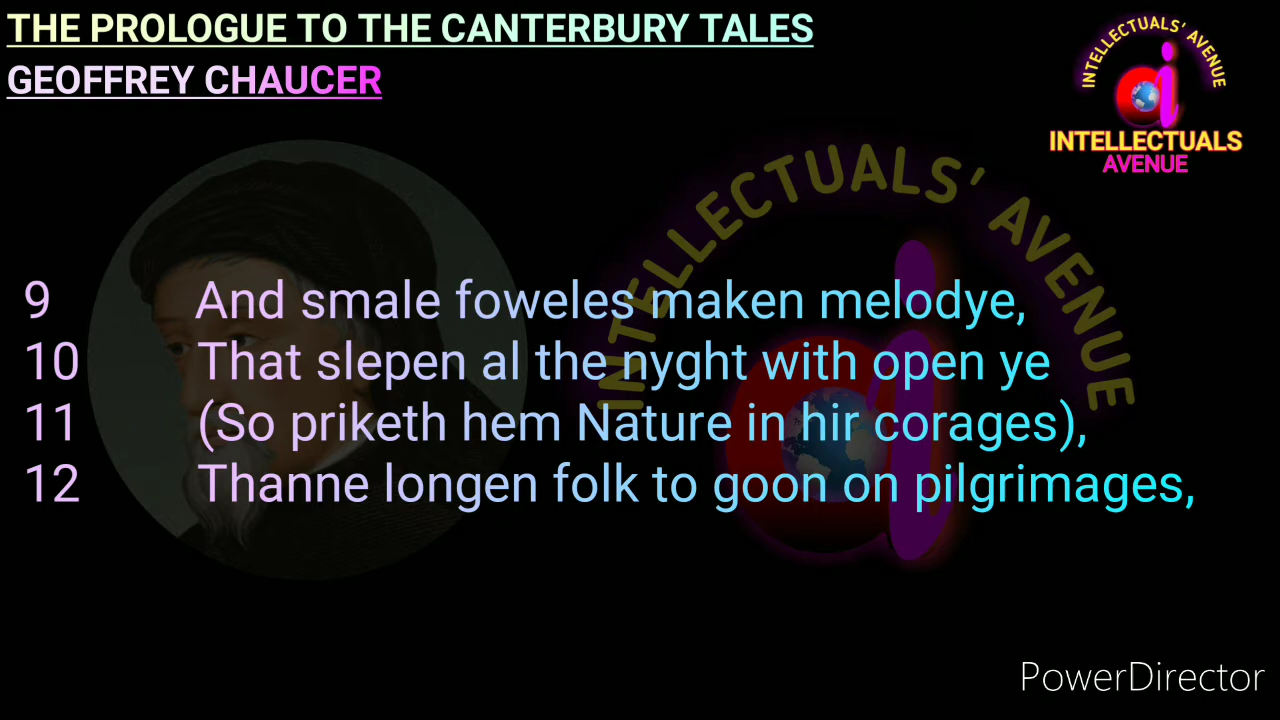 THE PROLOGUE TO THE CANTERBURY TALES
GEOFFREY CHAUCER
INTELLECTUALS' AVENUE
INTELLECTUALS
AVENUE
INTELLECTUALS' AVENUE
9 And smale foweles maken melodye,
10 That slepen al the nyght with open ye
11 (So priketh hem Nature in hir corages),
12 Thanne longen folk to goon on pilgrimages,
PowerDirector